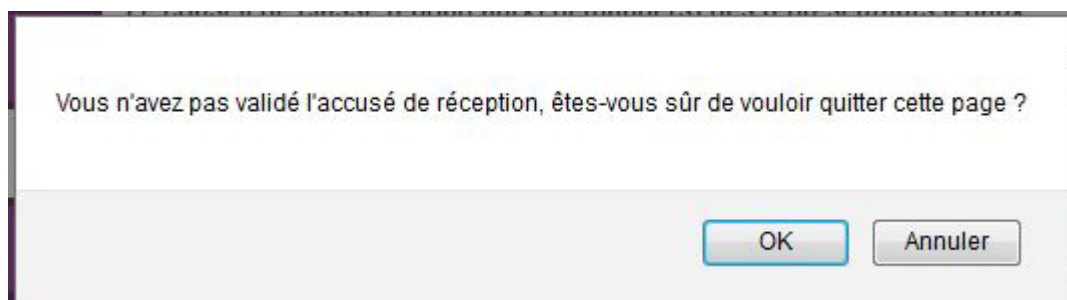 Vous n'avez pas validé l'accusé de réception, êtes-vous sûr de vouloir quitter cette page ?
OK
Annuler